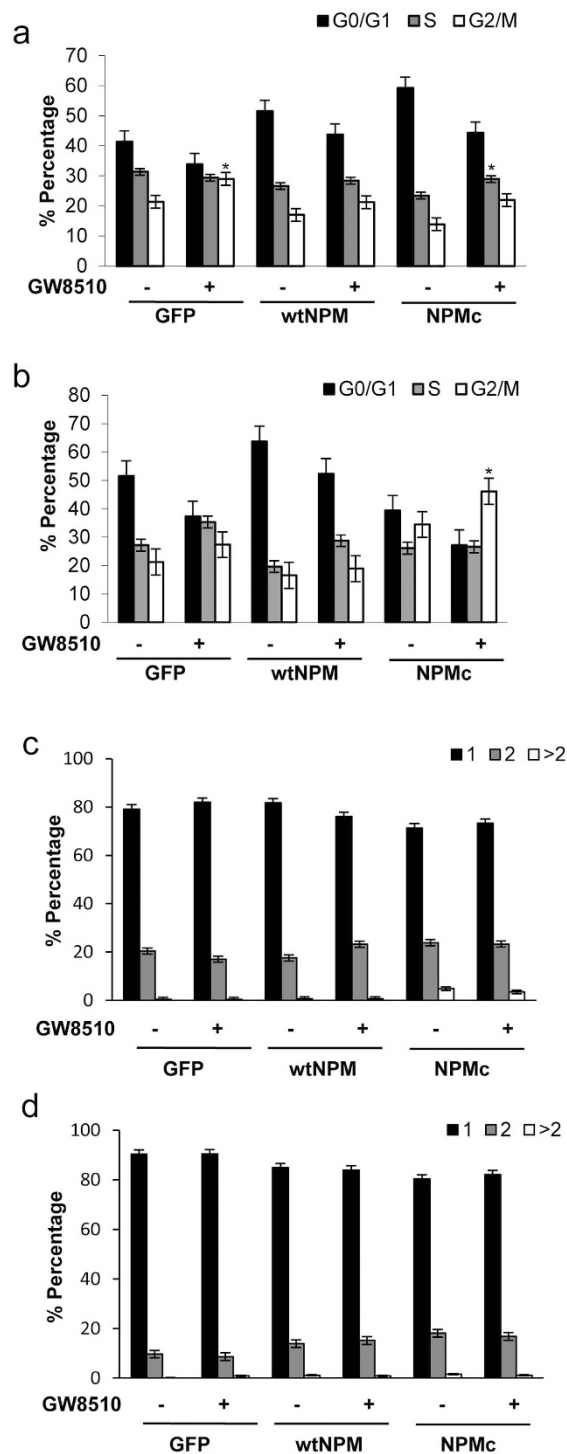 a
G0/G1 S G2/M
% Percentage
70
60
50
40
30
20
10
0
* *
GW8510 - + - + - +
GFP wtNPM NPMc
b
G0/G1 S G2/M
% Percentage
80
70
60
50
40
30
20
10
0
*
GW8510 - + - + - +
GFP wtNPM NPMc
c
1 2 >2
% Percentage
100
80
60
40
20
0
GW8510 - + - + - +
GFP wtNPM NPMc
d
1 2 >2
% Percentage
100
80
60
40
20
0
GW8510 - + - + - +
GFP wtNPM NPMc